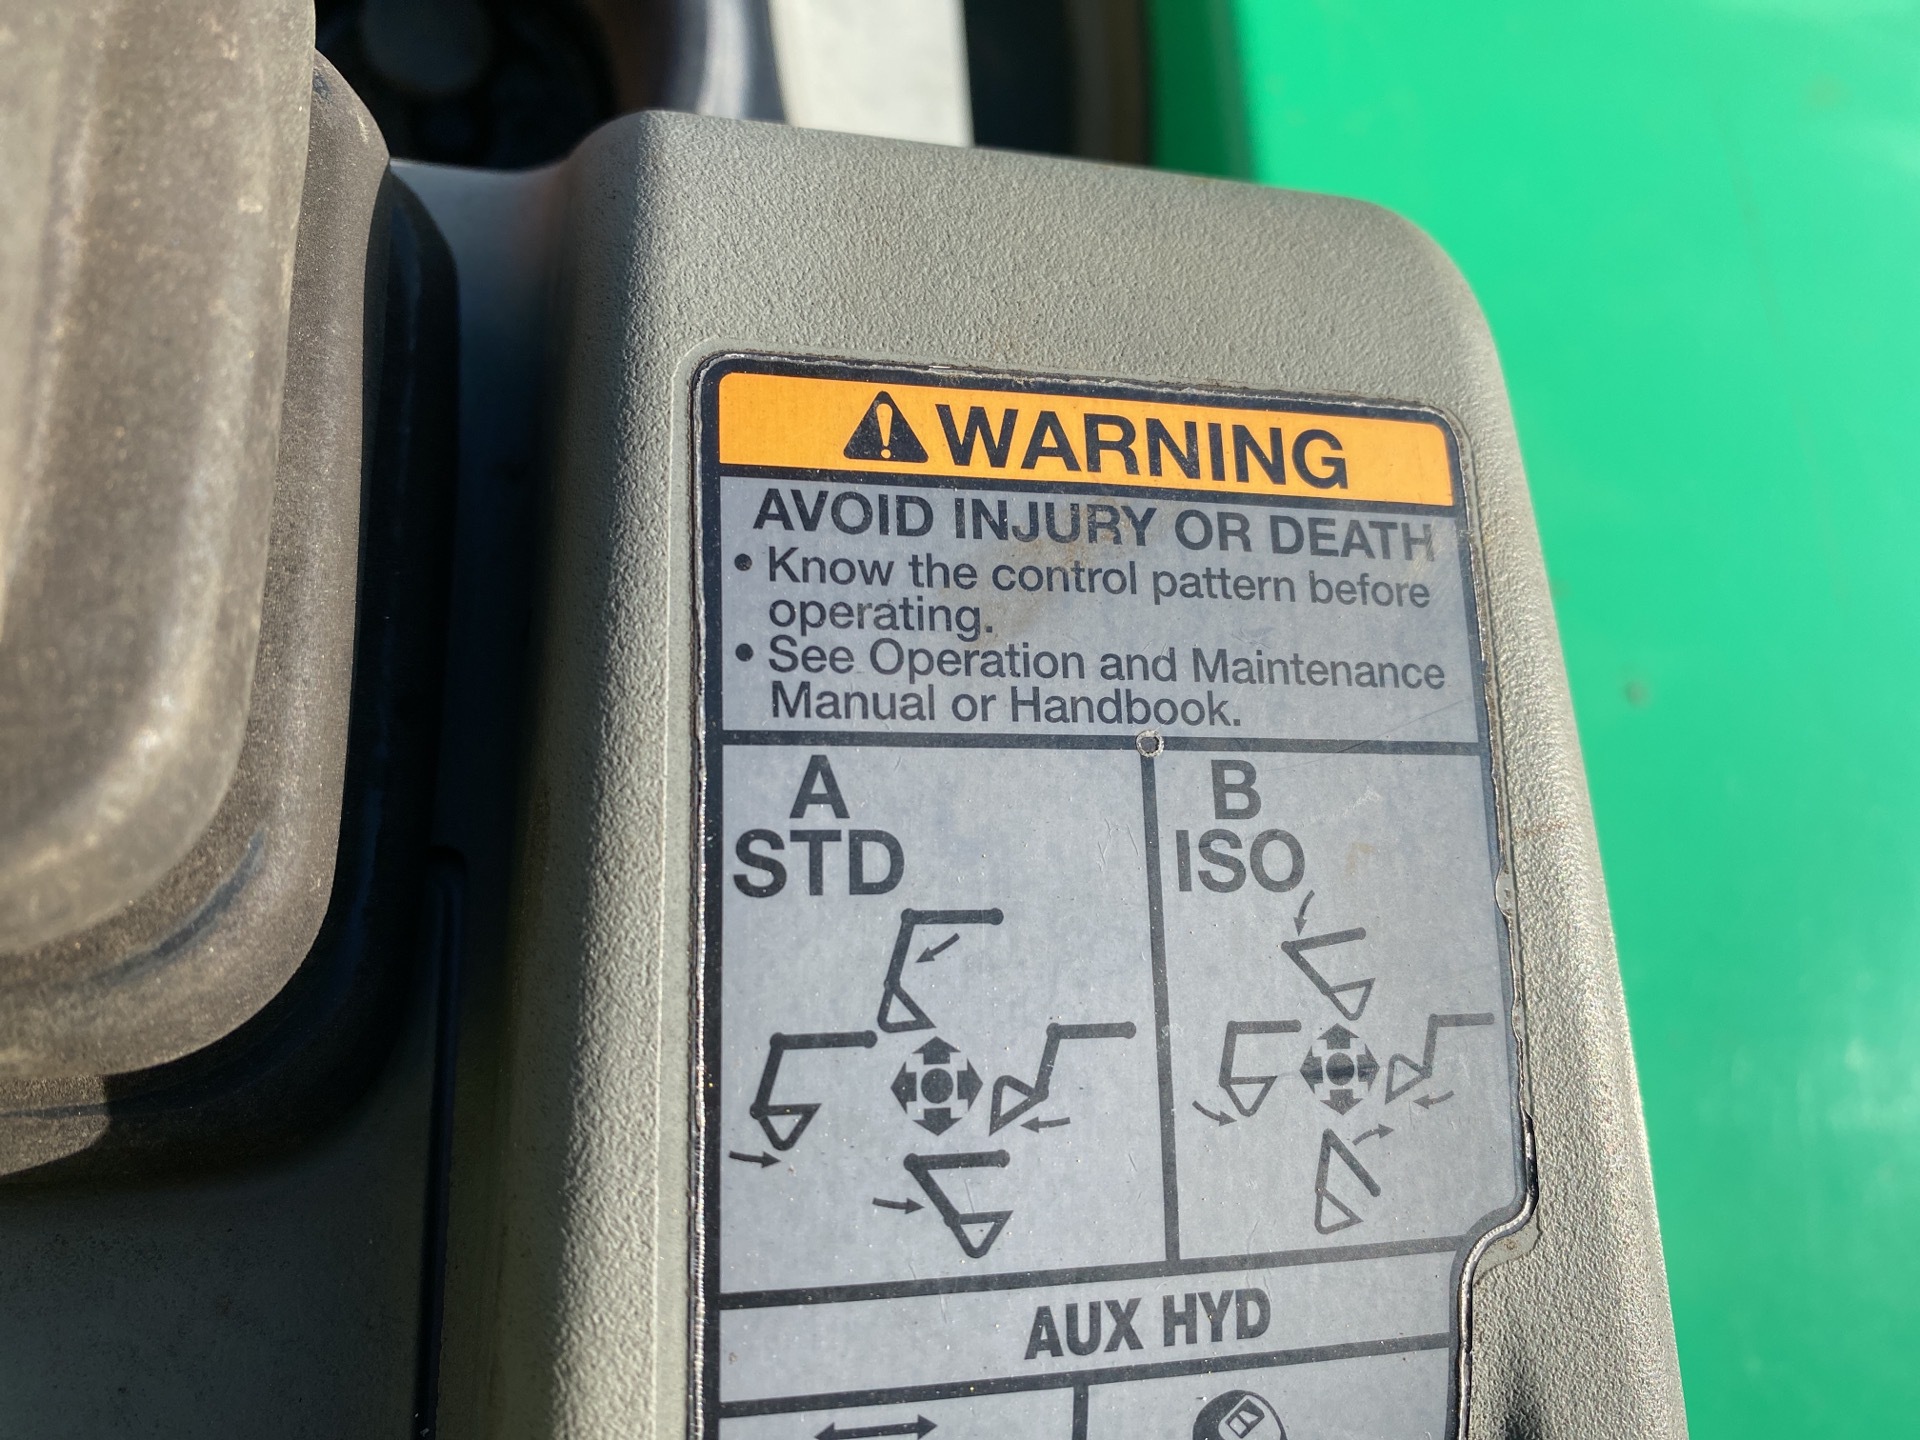 WARNING
AVOID INJURY OR DEATH
• Know the control pattern before
operating.
• See Operation and Maintenance
Manual or Handbook.
A
STD
B
ISO
AUX HYD